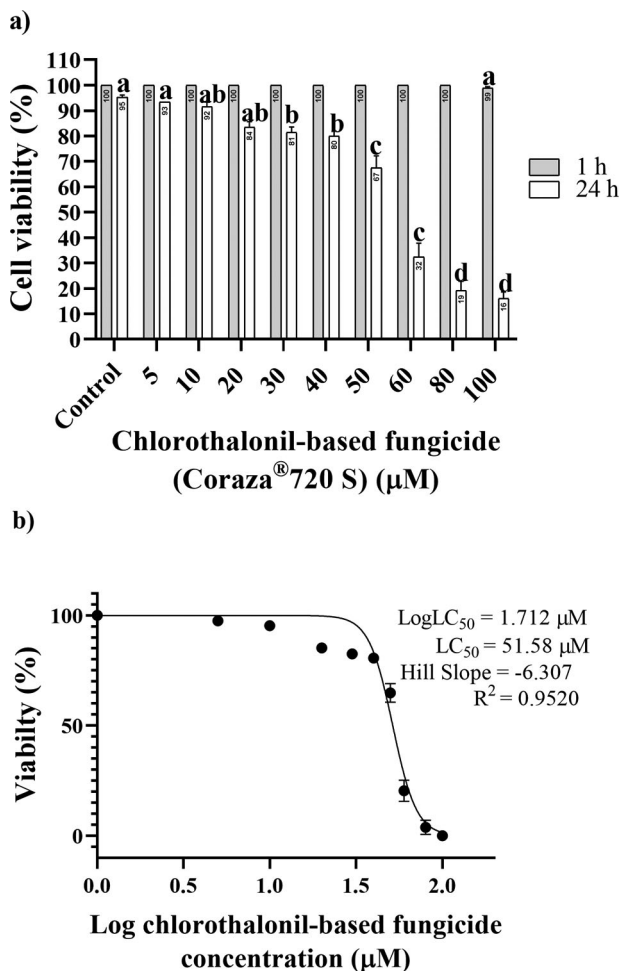 a)
110
100
90
80
70
60
50
40
30
20
10
0
Cell viability (%)
100 100 100 100 100 100 100 100 100 99
95 93 92 84 81 80 67 32 19 16
a a ab ab b b c c d a d
1 h
24 h
Control 5 10 20 30 40 50 60 80 100
Chlorothalonil-based fungicide
(Coraza®720 S) (μM)
b)
100
50
0
Viabilty (%)
LogLC50 = 1.712 μM
LC50 = 51.58 μM
Hill Slope = -6.307
R2 = 0.9520
0.0 0.5 1.0 1.5 2.0
Log chlorothalonil-based fungicide
concentration (μM)